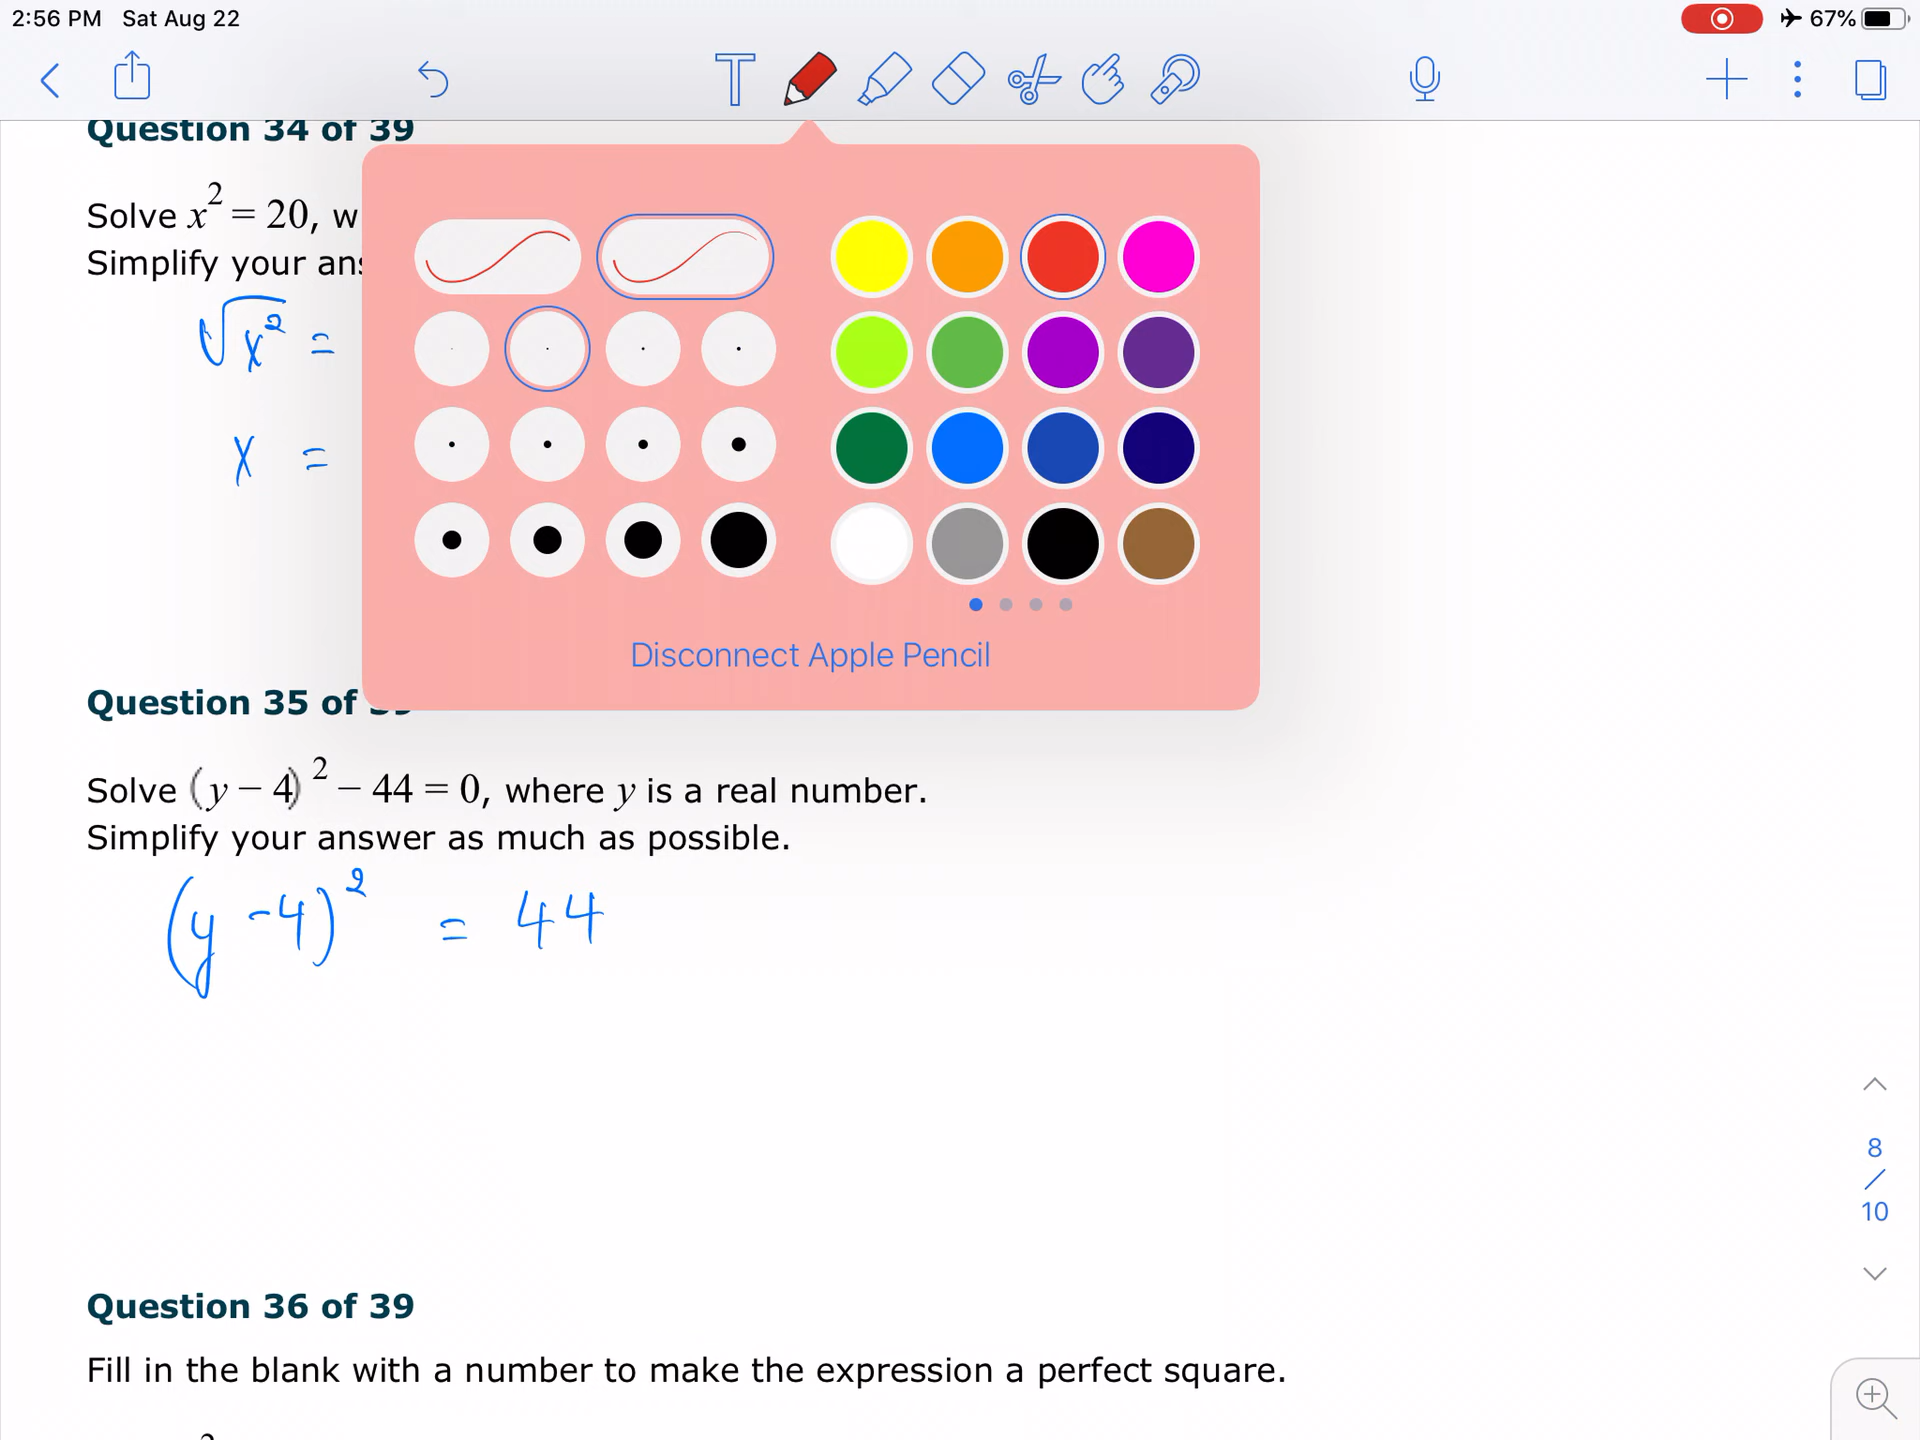 2:56 PM Sat Aug 22 67%
Question 34 of 39
Solve x² = 20, w
Simplify your ans
√x² =
x =
Disconnect Apple Pencil
Question 35 of 39
Solve (y − 4)² − 44 = 0, where y is a real number.
Simplify your answer as much as possible.
(y -4)² = 44
8
/
10
Question 36 of 39
Fill in the blank with a number to make the expression a perfect square.
2